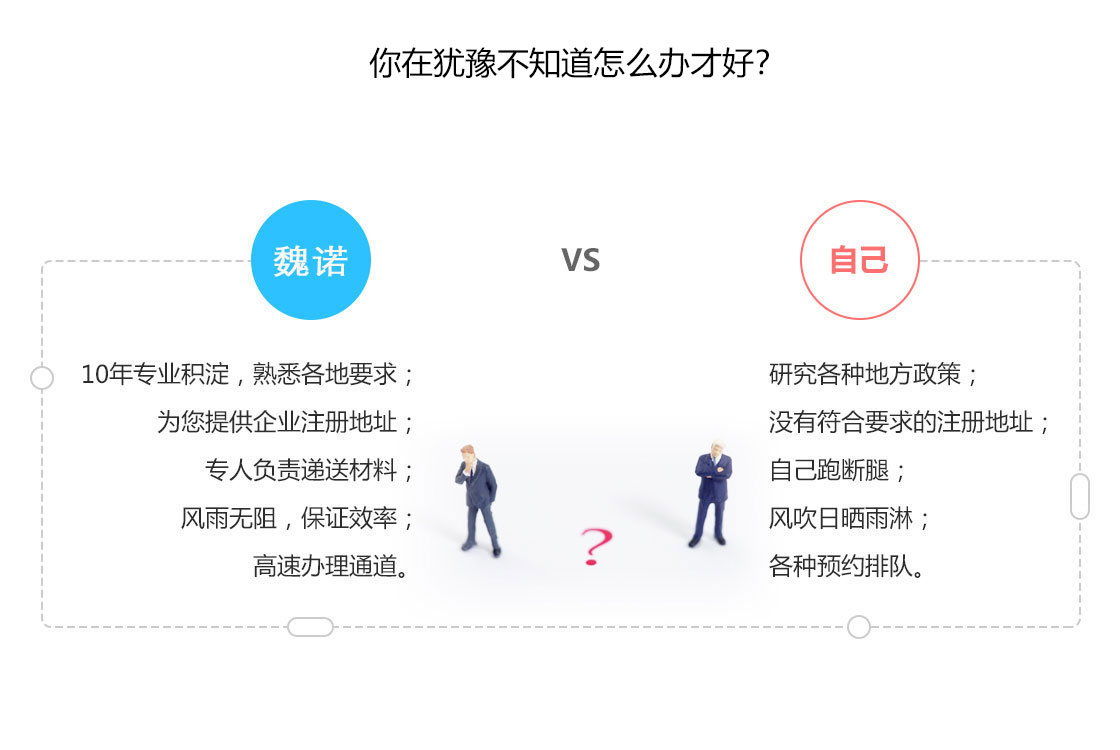 你在犹豫不知道怎么办才好?
魏诺
VS
自己
10年专业积淀，熟悉各地要求；
为您提供企业注册地址；
专人负责递送材料；
风雨无阻，保证效率；
高速办理通道。
研究各种地方政策；
没有符合要求的注册地址；
自己跑断腿；
风吹日晒雨淋；
各种预约排队。
?